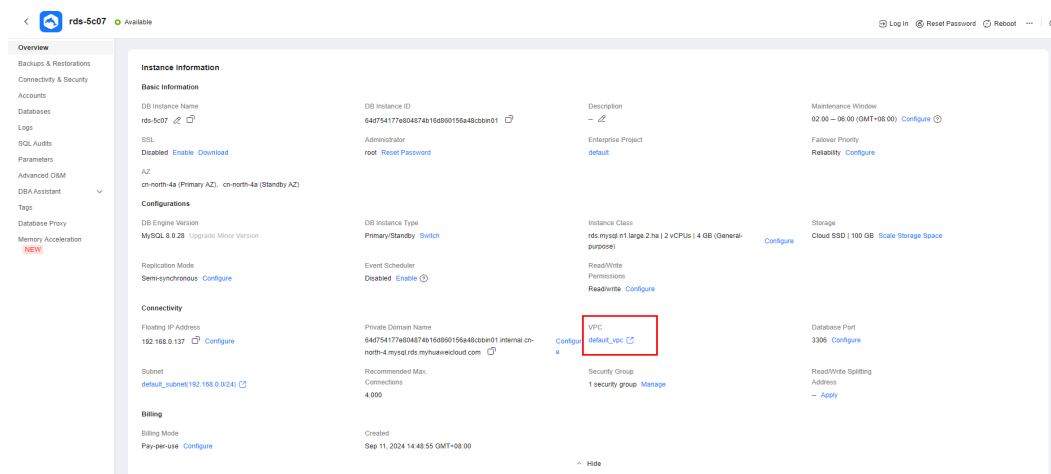 rds-5c07 Available
Log In Reset Password Reboot ...
Overview
Backups & Restorations
Connectivity & Security
Accounts
Databases
Logs
SQL Audits
Parameters
Advanced O&M
DBA Assistant
Tags
Database Proxy
Memory Acceleration
NEW
Instance Information
Basic Information
DB Instance Name
rds-5c07
DB Instance ID
64d754177e804874b16d860156a48cbbin01
Description
--
Maintenance Window
02:00 — 06:00 (GMT+08:00) Configure
SSL
Disabled Enable Download
Administrator
root Reset Password
Enterprise Project
default
Failover Priority
Reliability Configure
AZ
cn-north-4a (Primary AZ), cn-north-4a (Standby AZ)
Configurations
DB Engine Version
MySQL 8.0.28 Upgrade Minor Version
DB Instance Type
Primary/Standby Switch
Instance Class
rds.mysql.n1.large.2.ha | 2 vCPUs | 4 GB (General-
purpose)
Configure
Storage
Cloud SSD | 100 GB Scale Storage Space
Replication Mode
Semi-synchronous Configure
Event Scheduler
Disabled Enable
Read/Write
Permissions
Read/write Configure
Connectivity
Floating IP Address
192.168.0.137 Configure
Private Domain Name
64d754177e804874b16d860156a48cbbin01.internal.cn-
north-4.mysql.rds.myhuaweicloud.com
Configur
e
VPC
default_vpc
Database Port
3306 Configure
Subnet
default_subnet(192.168.0.0/24)
Recommended Max.
Connections
4,000
Security Group
1 security group Manage
Read/Write Splitting
Address
-- Apply
Billing
Billing Mode
Pay-per-use Configure
Created
Sep 11, 2024 14:48:55 GMT+08:00
Hide